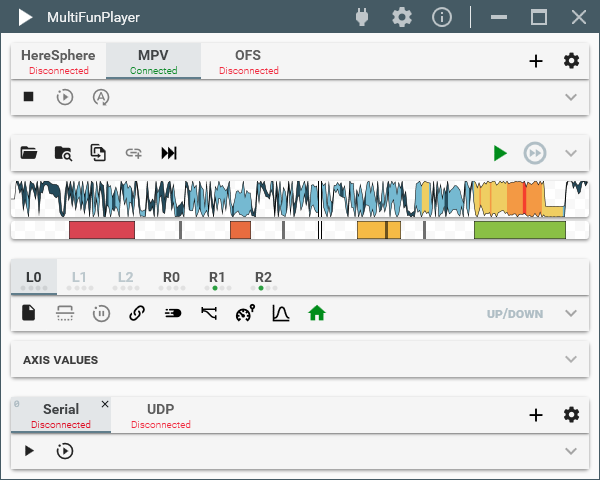 MultiFunPlayer
HereSphere
Disconnected
MPV
Connected
OFS
Disconnected
L0
L1
L2
R0
R1
R2
UP/DOWN
AXIS VALUES
0
Serial
Disconnected
UDP
Disconnected